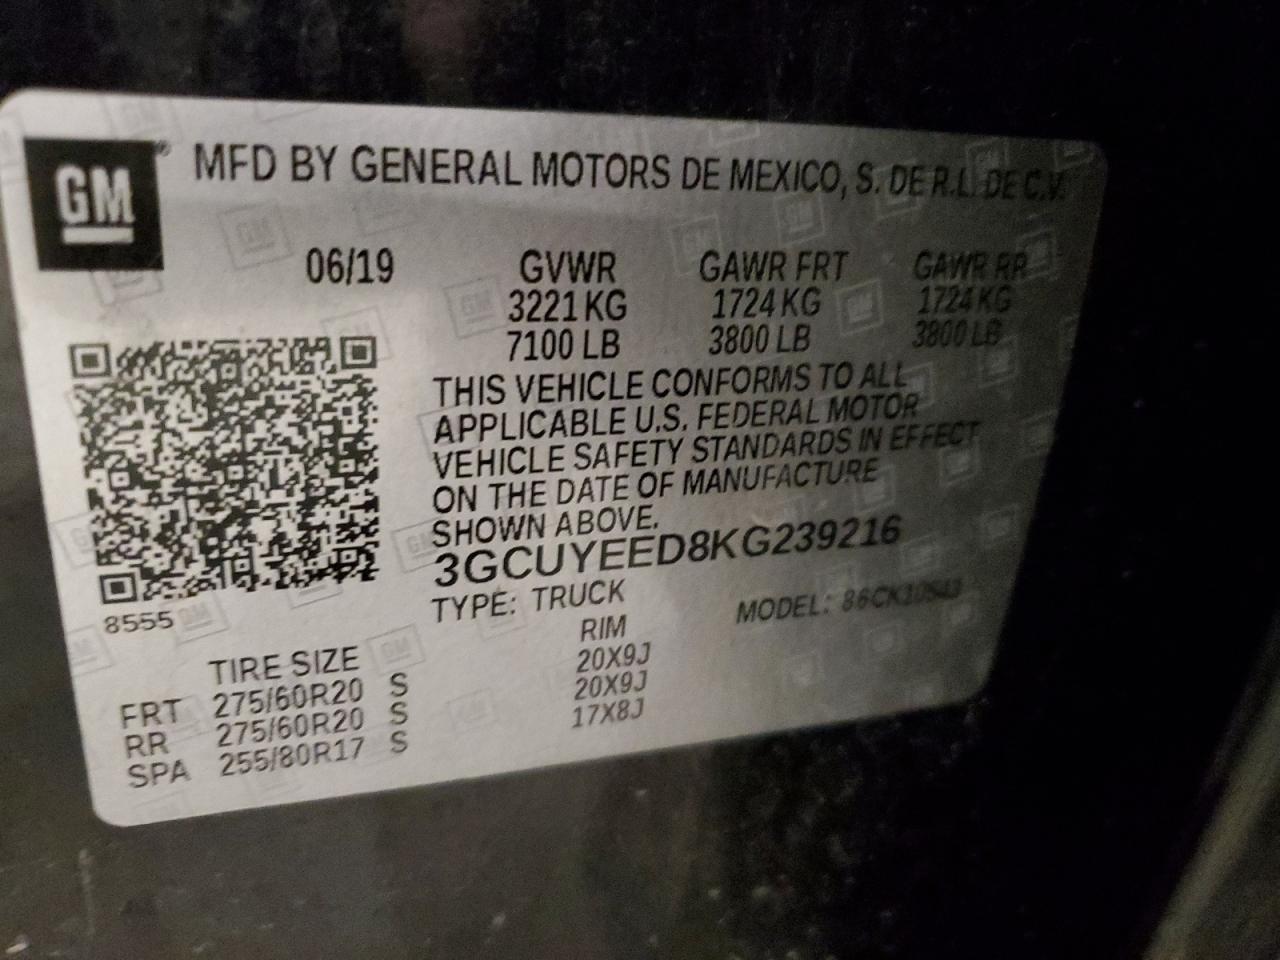 GM
MFD BY GENERAL MOTORS DE MEXICO, S. DE R.L. DE C.V.
06/19 GVWR GAWR FRT GAWR RR
3221 KG 1724 KG 1724 KG
7100 LB 3800 LB 3800 LB
THIS VEHICLE CONFORMS TO ALL
APPLICABLE U.S. FEDERAL MOTOR
VEHICLE SAFETY STANDARDS IN EFFECT
ON THE DATE OF MANUFACTURE
SHOWN ABOVE.
3GCUYEED8KG239216
8555 TYPE: TRUCK MODEL: 86CK10543
TIRE SIZE RIM
FRT 275/60R20 S 20X9J
RR 275/60R20 S 20X9J
SPA 255/80R17 S 17X8J